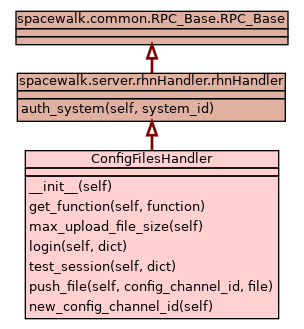 spacewalk.common.RPC_Base.RPC_Base
spacewalk.server.rhnHandler.rhnHandler
auth_system(self, system_id)
ConfigFilesHandler
__init__(self)
get_function(self, function)
max_upload_file_size(self)
login(self, dict)
test_session(self, dict)
push_file(self, config_channel_id, file)
new_config_channel_id(self)